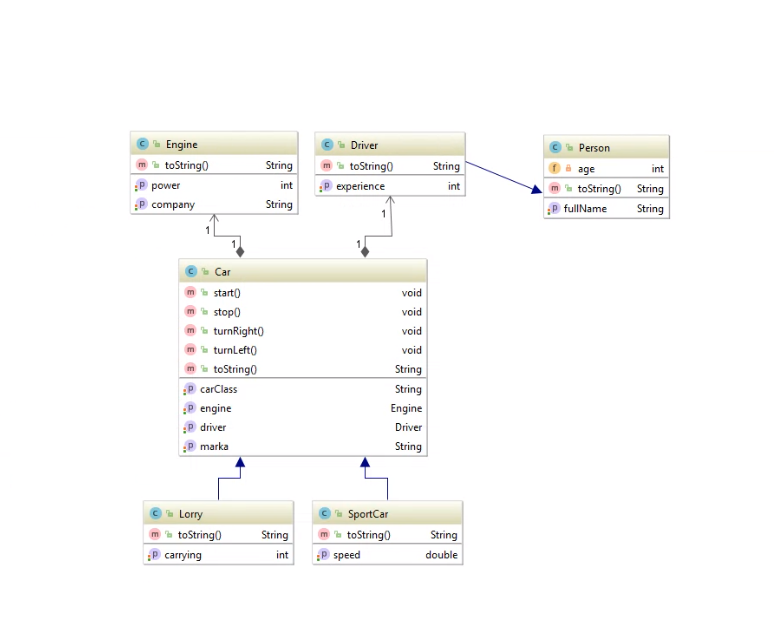 Engine
toString() String
power int
company String
Driver
toString() String
experience int
Person
age int
toString() String
fullName String
1
1
1
1
Car
start() void
stop() void
turnRight() void
turnLeft() void
toString() String
carClass String
engine Engine
driver Driver
marka String
Lorry
toString() String
carrying int
SportCar
toString() String
speed double